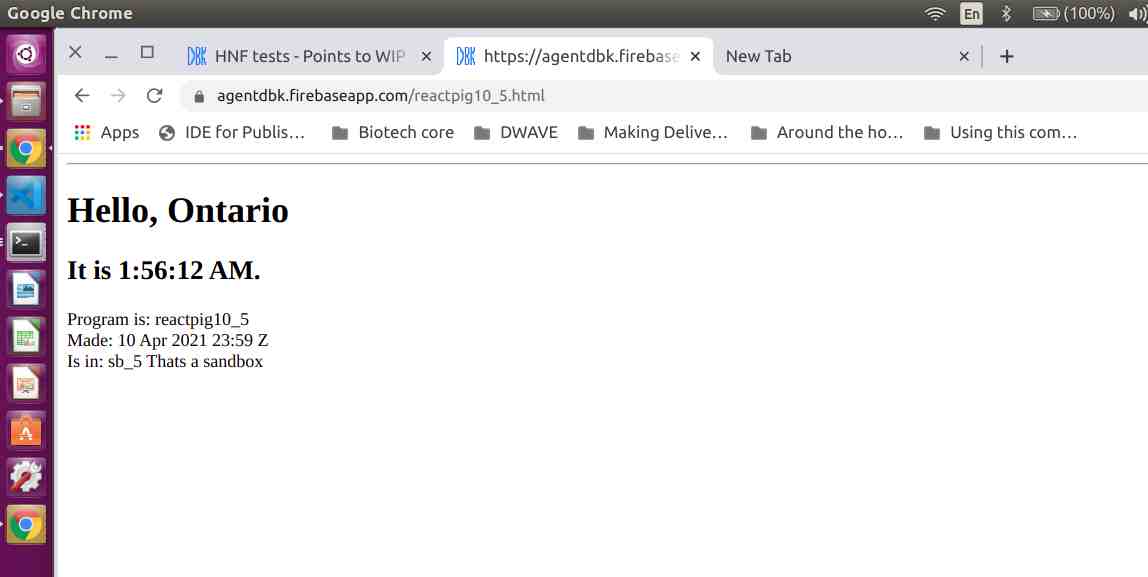 Google Chrome
En
(100%)
DBK HNF tests - Points to WIP
DBK https://agentdbk.firebase
New Tab
agentdbk.firebaseapp.com/reactpig10_5.html
Apps
IDE for Publis...
Biotech core
DWAVE
Making Delive...
Around the ho...
Using this com...
Hello, Ontario
It is 1:56:12 AM.
Program is: reactpig10_5
Made: 10 Apr 2021 23:59 Z
Is in: sb_5 Thats a sandbox